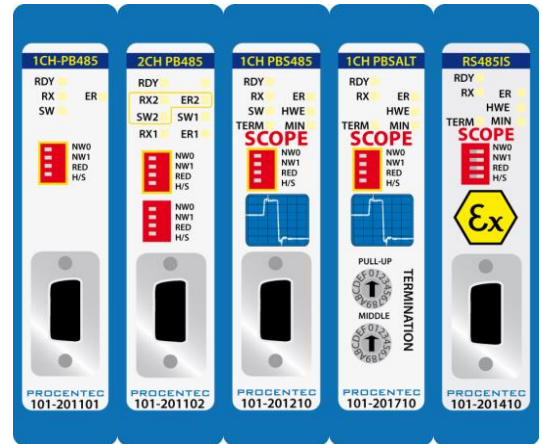 1CH-PB485
RDY
RX ER
SW
NW0
NW1
RED
H/S
PROCENTEC
101-201101
2CH PB485
RDY
RX2 ER2
SW2 SW1
RX1 ER1
NW0
NW1
RED
H/S
NW0
NW1
RED
H/S
PROCENTEC
101-201102
1CH PBS485
RDY
RX ER
SW HWE
TERM MIN
SCOPE
NW0
NW1
RED
H/S
PROCENTEC
101-201210
1CH PBSALT
RDY
RX ER
HWE
TERM MIN
SCOPE
NW0
NW1
RED
H/S
PULL-UP
0123456789ABCDEF
MIDDLE
0123456789ABCDEF
TERMINATION
PROCENTEC
101-201710
RS485IS
RDY
RX ER
HWE
TERM MIN
SCOPE
NW0
NW1
RED
H/S
Ex
PROCENTEC
101-201410